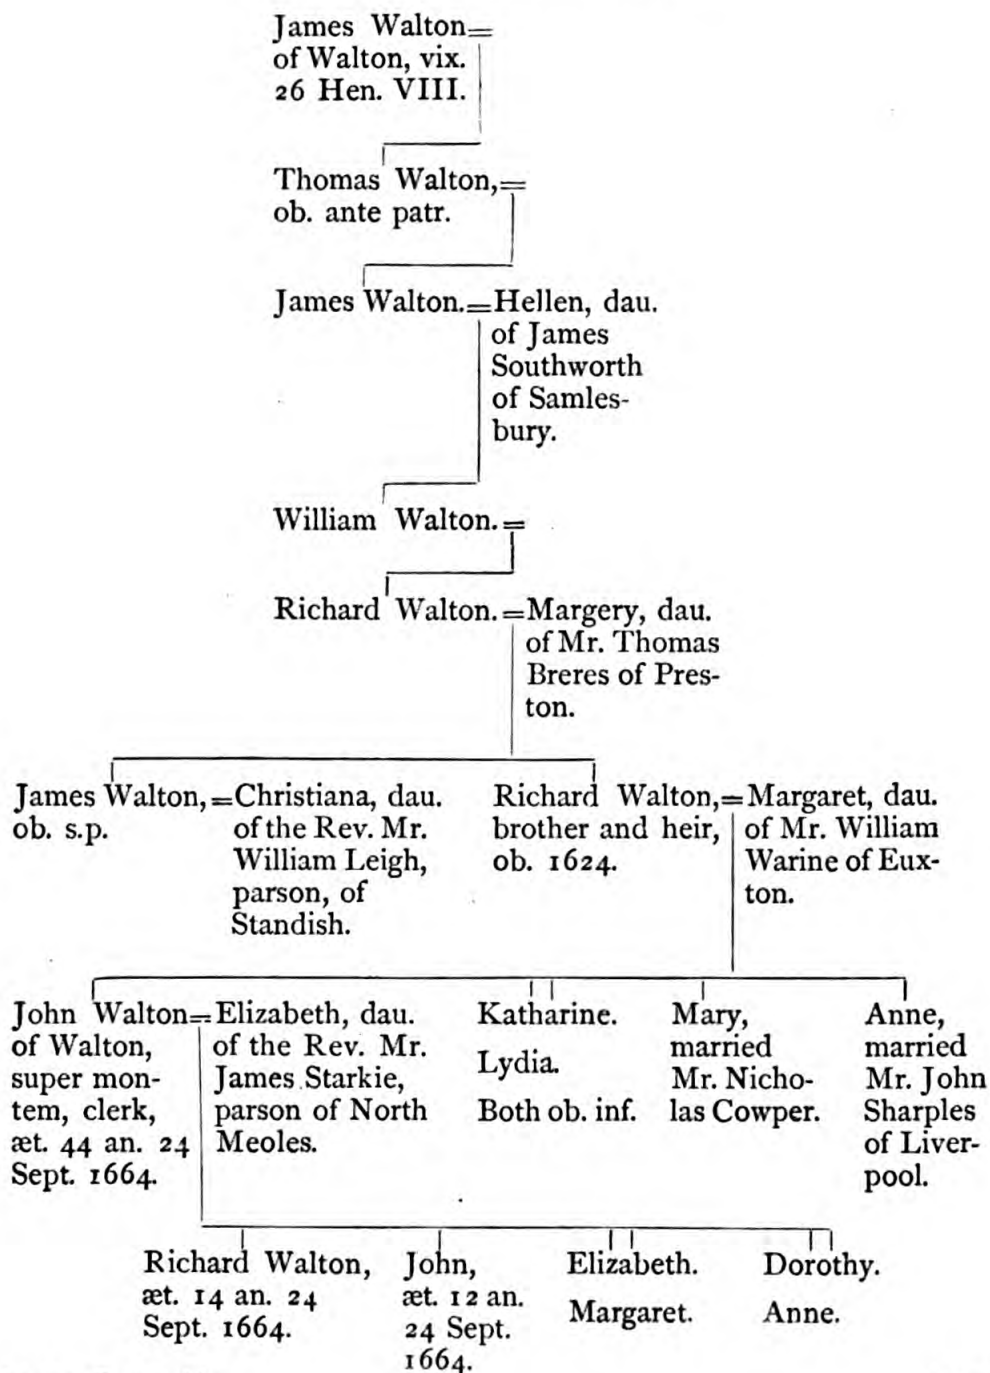 James Walton=
of Walton, vix.
26 Hen. VIII.
Thomas Walton,=
ob. ante patr.
James Walton.=Hellen, dau.
of James
Southworth
of Samles-
bury.
William Walton.=
Richard Walton.=Margery, dau.
of Mr. Thomas
Breres of Pres-
ton.
James Walton,=Christiana, dau.
ob. s.p.
of the Rev. Mr.
William Leigh,
parson, of
Standish.
Richard Walton,=Margaret, dau.
brother and heir,
ob. 1624.
of Mr. William
Warine of Eux-
ton.
John Walton=Elizabeth, dau.
of Walton,
super mon-
tem, clerk,
æt. 44 an. 24
Sept. 1664.
of the Rev. Mr.
James Starkie,
parson of North
Meoles.
Katharine.
Lydia.
Both ob. inf.
Mary,
married
Mr. Nicho-
las Cowper.
Anne,
married
Mr. John
Sharples
of Liver-
pool.
Richard Walton,
æt. 14 an. 24
Sept. 1664.
John,
æt. 12 an.
24 Sept.
1664.
Elizabeth.
Margaret.
Dorothy.
Anne.